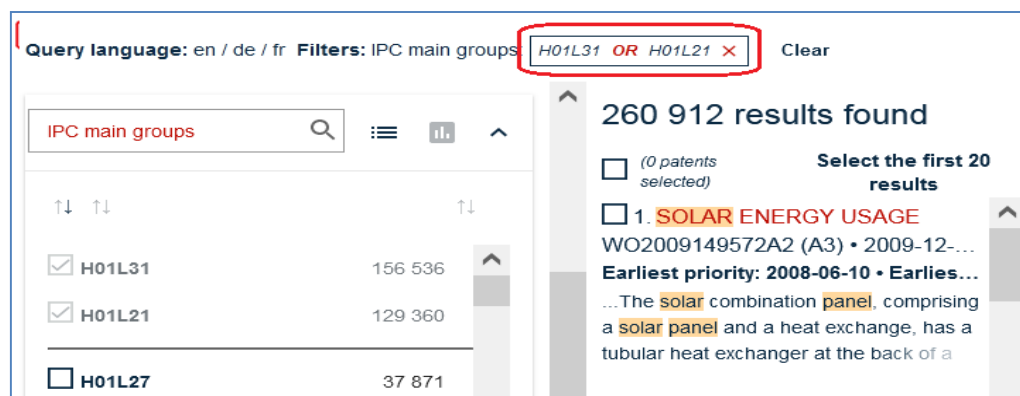 Query language: en / de / fr Filters: IPC main groups H01L31 OR H01L21 × Clear
IPC main groups
H01L31 156 536
H01L21 129 360
H01L27 37 871
260 912 results found
(0 patents selected) Select the first 20 results
1. SOLAR ENERGY USAGE
WO2009149572A2 (A3) • 2009-12-...
Earliest priority: 2008-06-10 • Earlies...
...The solar combination panel, comprising
a solar panel and a heat exchange, has a
tubular heat exchanger at the back of a